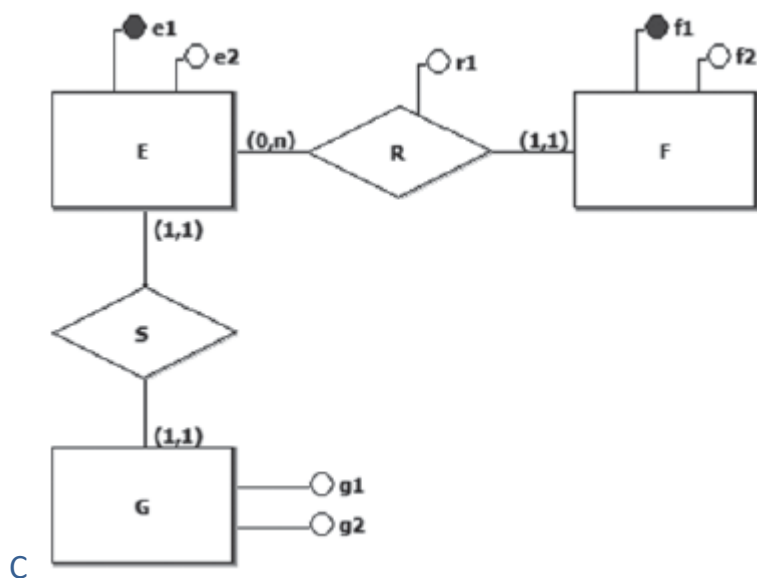 e1
f1
e2
r1
f2
E
(0,n)
R
(1,1)
F
(1,1)
S
(1,1)
G
g1
g2
C